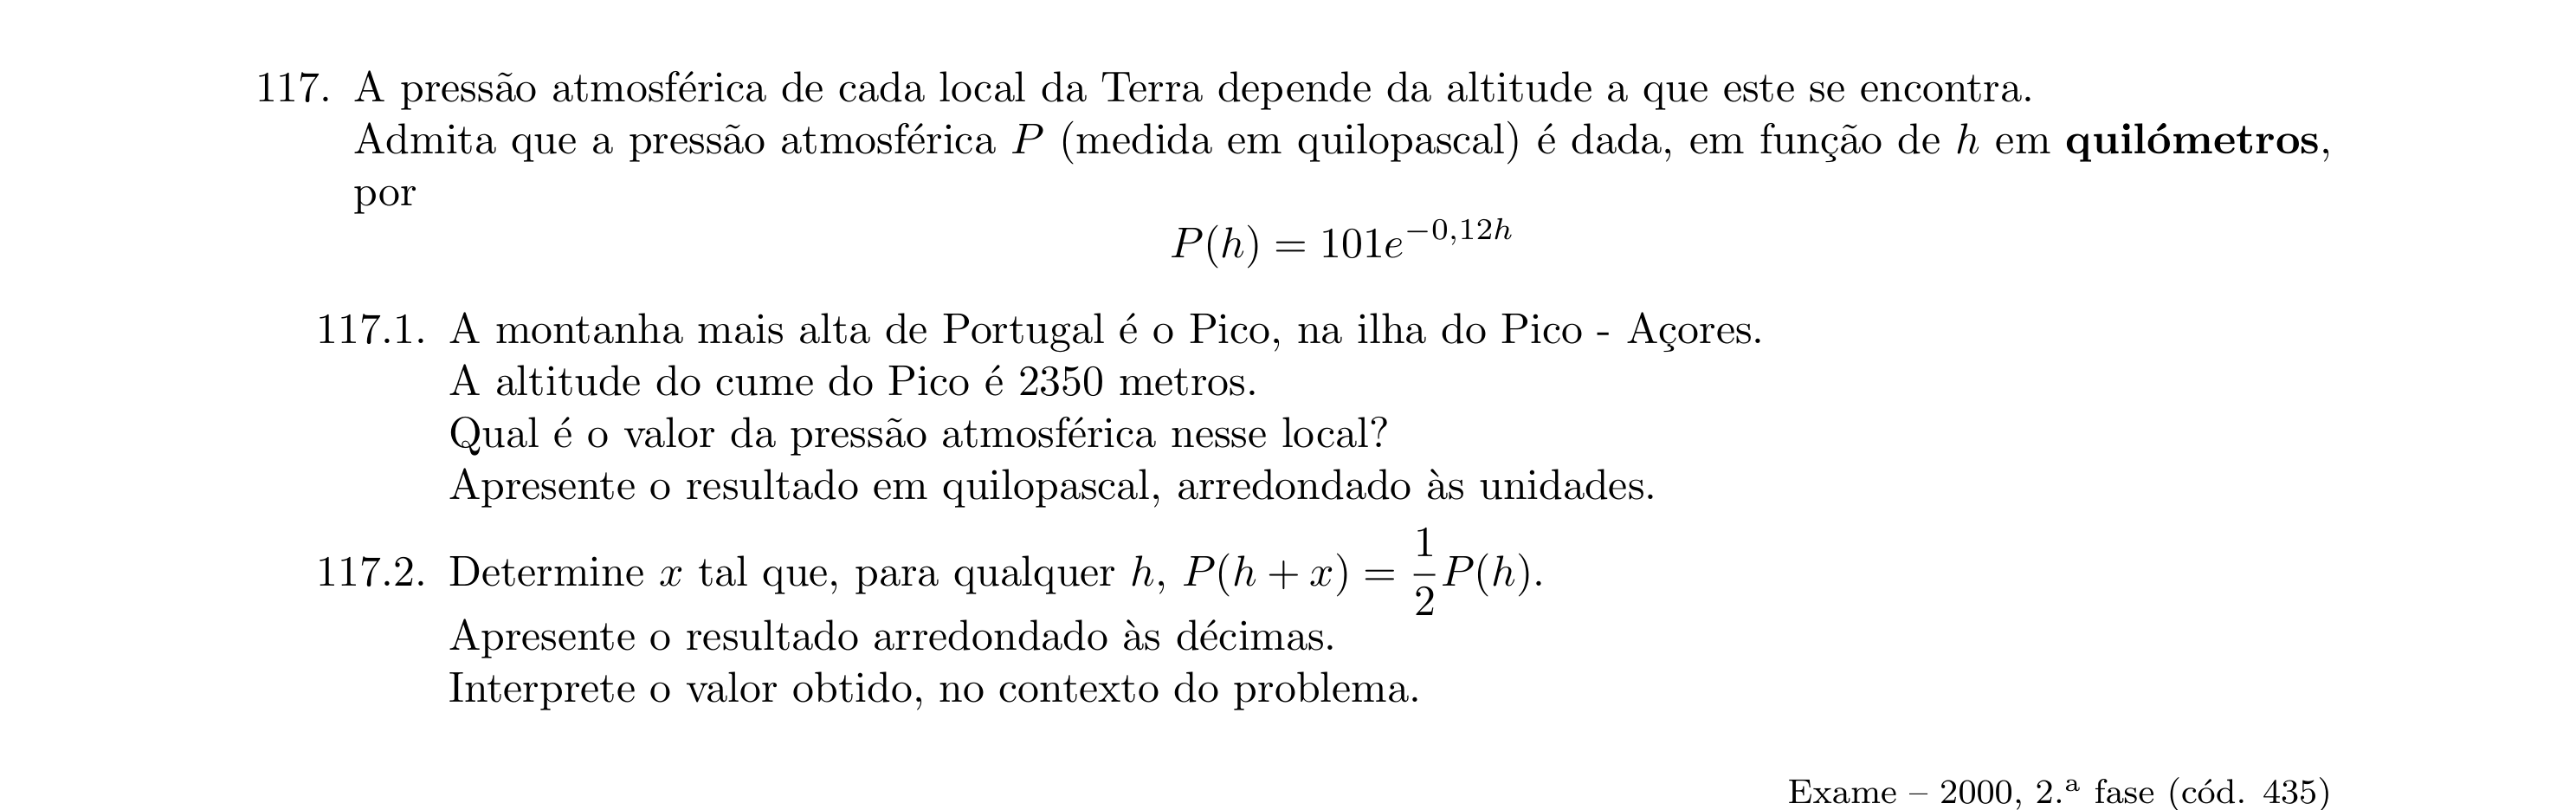 117. A pressão atmosférica de cada local da Terra depende da altitude a que este se encontra.
Admita que a pressão atmosférica P (medida em quilopascal) é dada, em função de h em quilómetros,
por
P(h) = 101e^{−0,12h}
117.1. A montanha mais alta de Portugal é o Pico, na ilha do Pico - Açores.
A altitude do cume do Pico é 2350 metros.
Qual é o valor da pressão atmosférica nesse local?
Apresente o resultado em quilopascal, arredondado às unidades.
117.2. Determine x tal que, para qualquer h, P(h + x) = \frac{1}{2}P(h).
Apresente o resultado arredondado às décimas.
Interprete o valor obtido, no contexto do problema.
Exame – 2000, 2.ª fase (cód. 435)